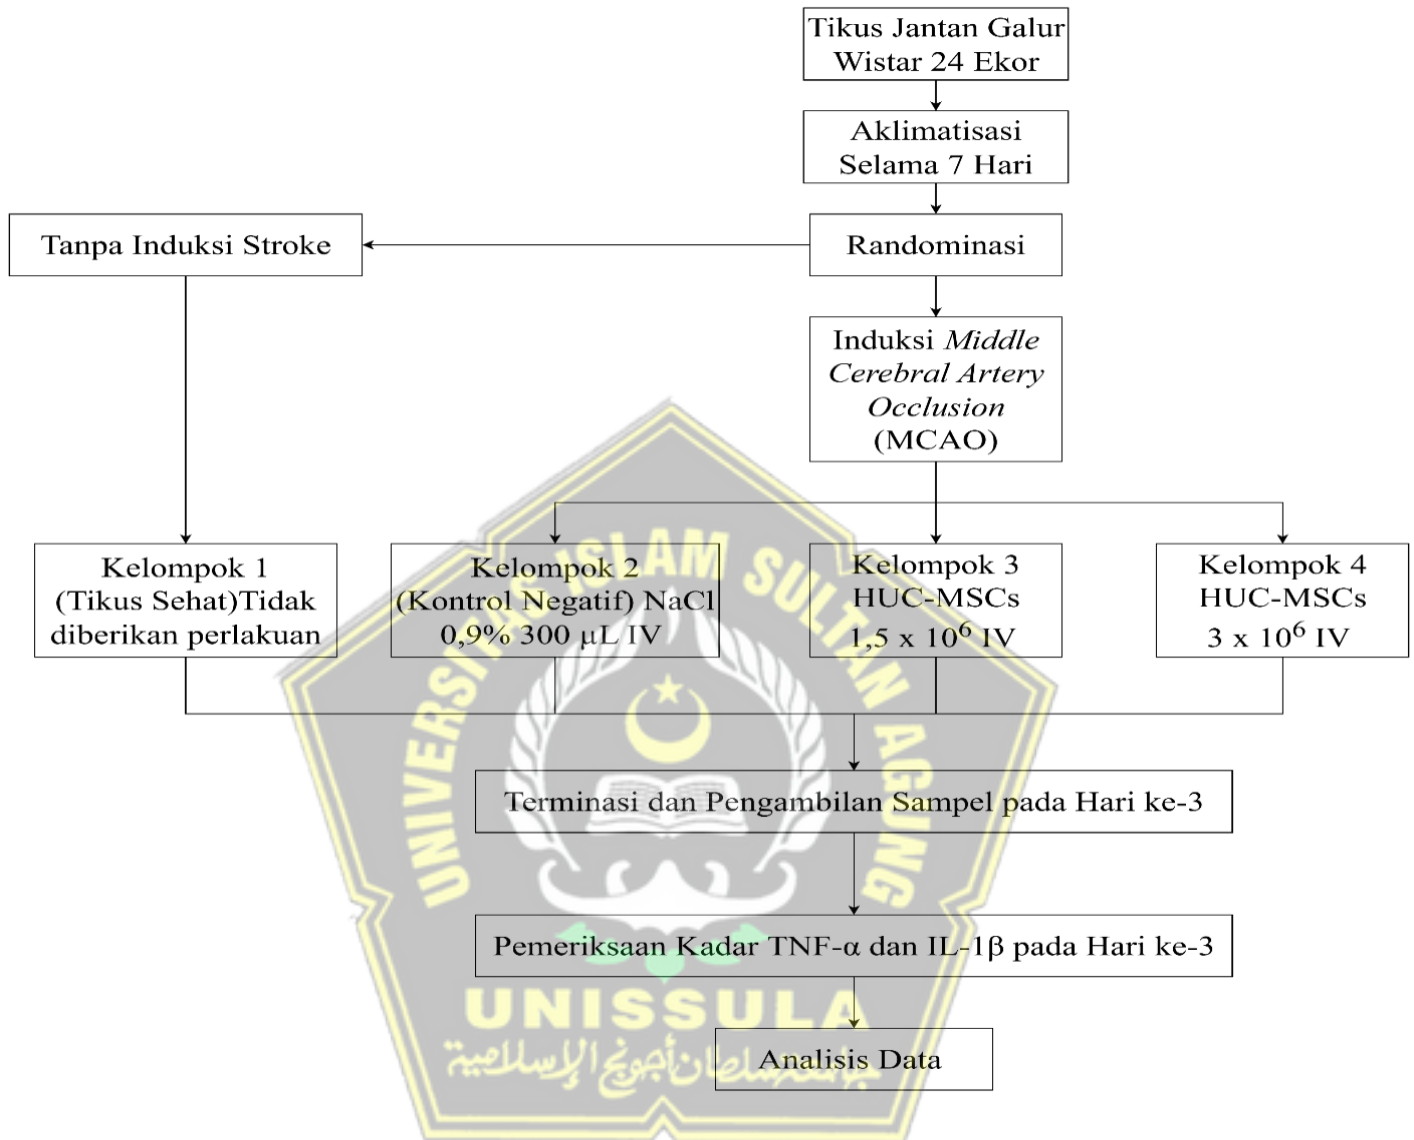 Tikus Jantan Galur
Wistar 24 Ekor
Aklimatisasi
Selama 7 Hari
Tanpa Induksi Stroke
Randominasi
Induksi Middle
Cerebral Artery
Occlusion
(MCAO)
Kelompok 1
(Tikus Sehat)Tidak
diberikan perlakuan
Kelompok 2
(Kontrol Negatif) NaCl
0,9% 300 µL IV
Kelompok 3
HUC-MSCs
1,5 x 10⁶ IV
Kelompok 4
HUC-MSCs
3 x 10⁶ IV
UNIVERSITAS ISLAM SULTAN AGUNG
Terminasi dan Pengambilan Sampel pada Hari ke-3
Pemeriksaan Kadar TNF-α dan IL-1β pada Hari ke-3
UNISSULA
جامعتسلطان أجونج الإسلامية
Analisis Data